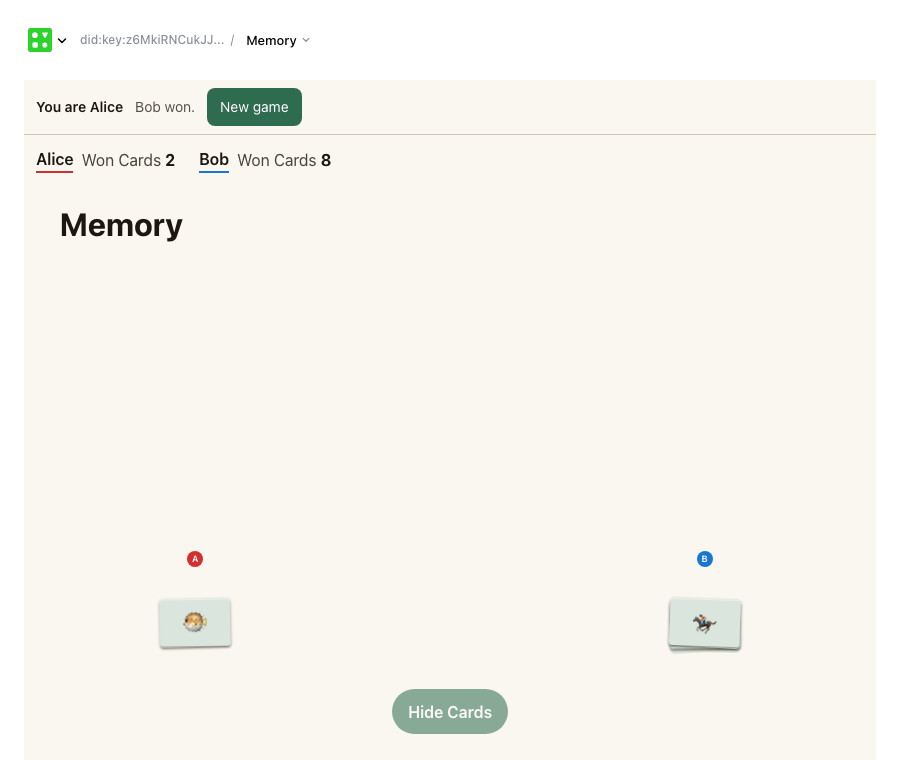 did:key:z6MkiRNCukJJ... / Memory
You are Alice Bob won. New game
Alice Won Cards 2 Bob Won Cards 8
Memory
A B
Hide Cards